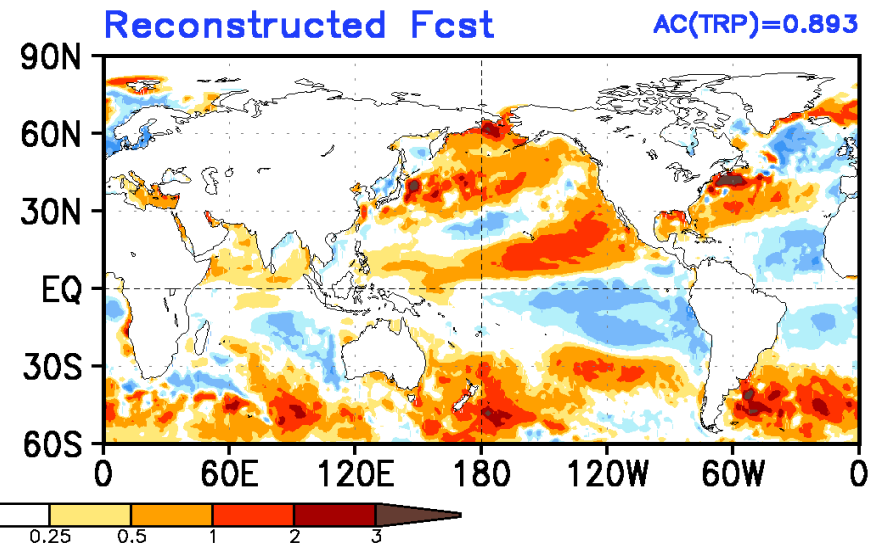 Reconstructed Fcst
AC(TRP)=0.893
90N
60N
30N
EQ
30S
60S
0 60E 120E 180 120W 60W 0
0.25 0.5 1 2 3